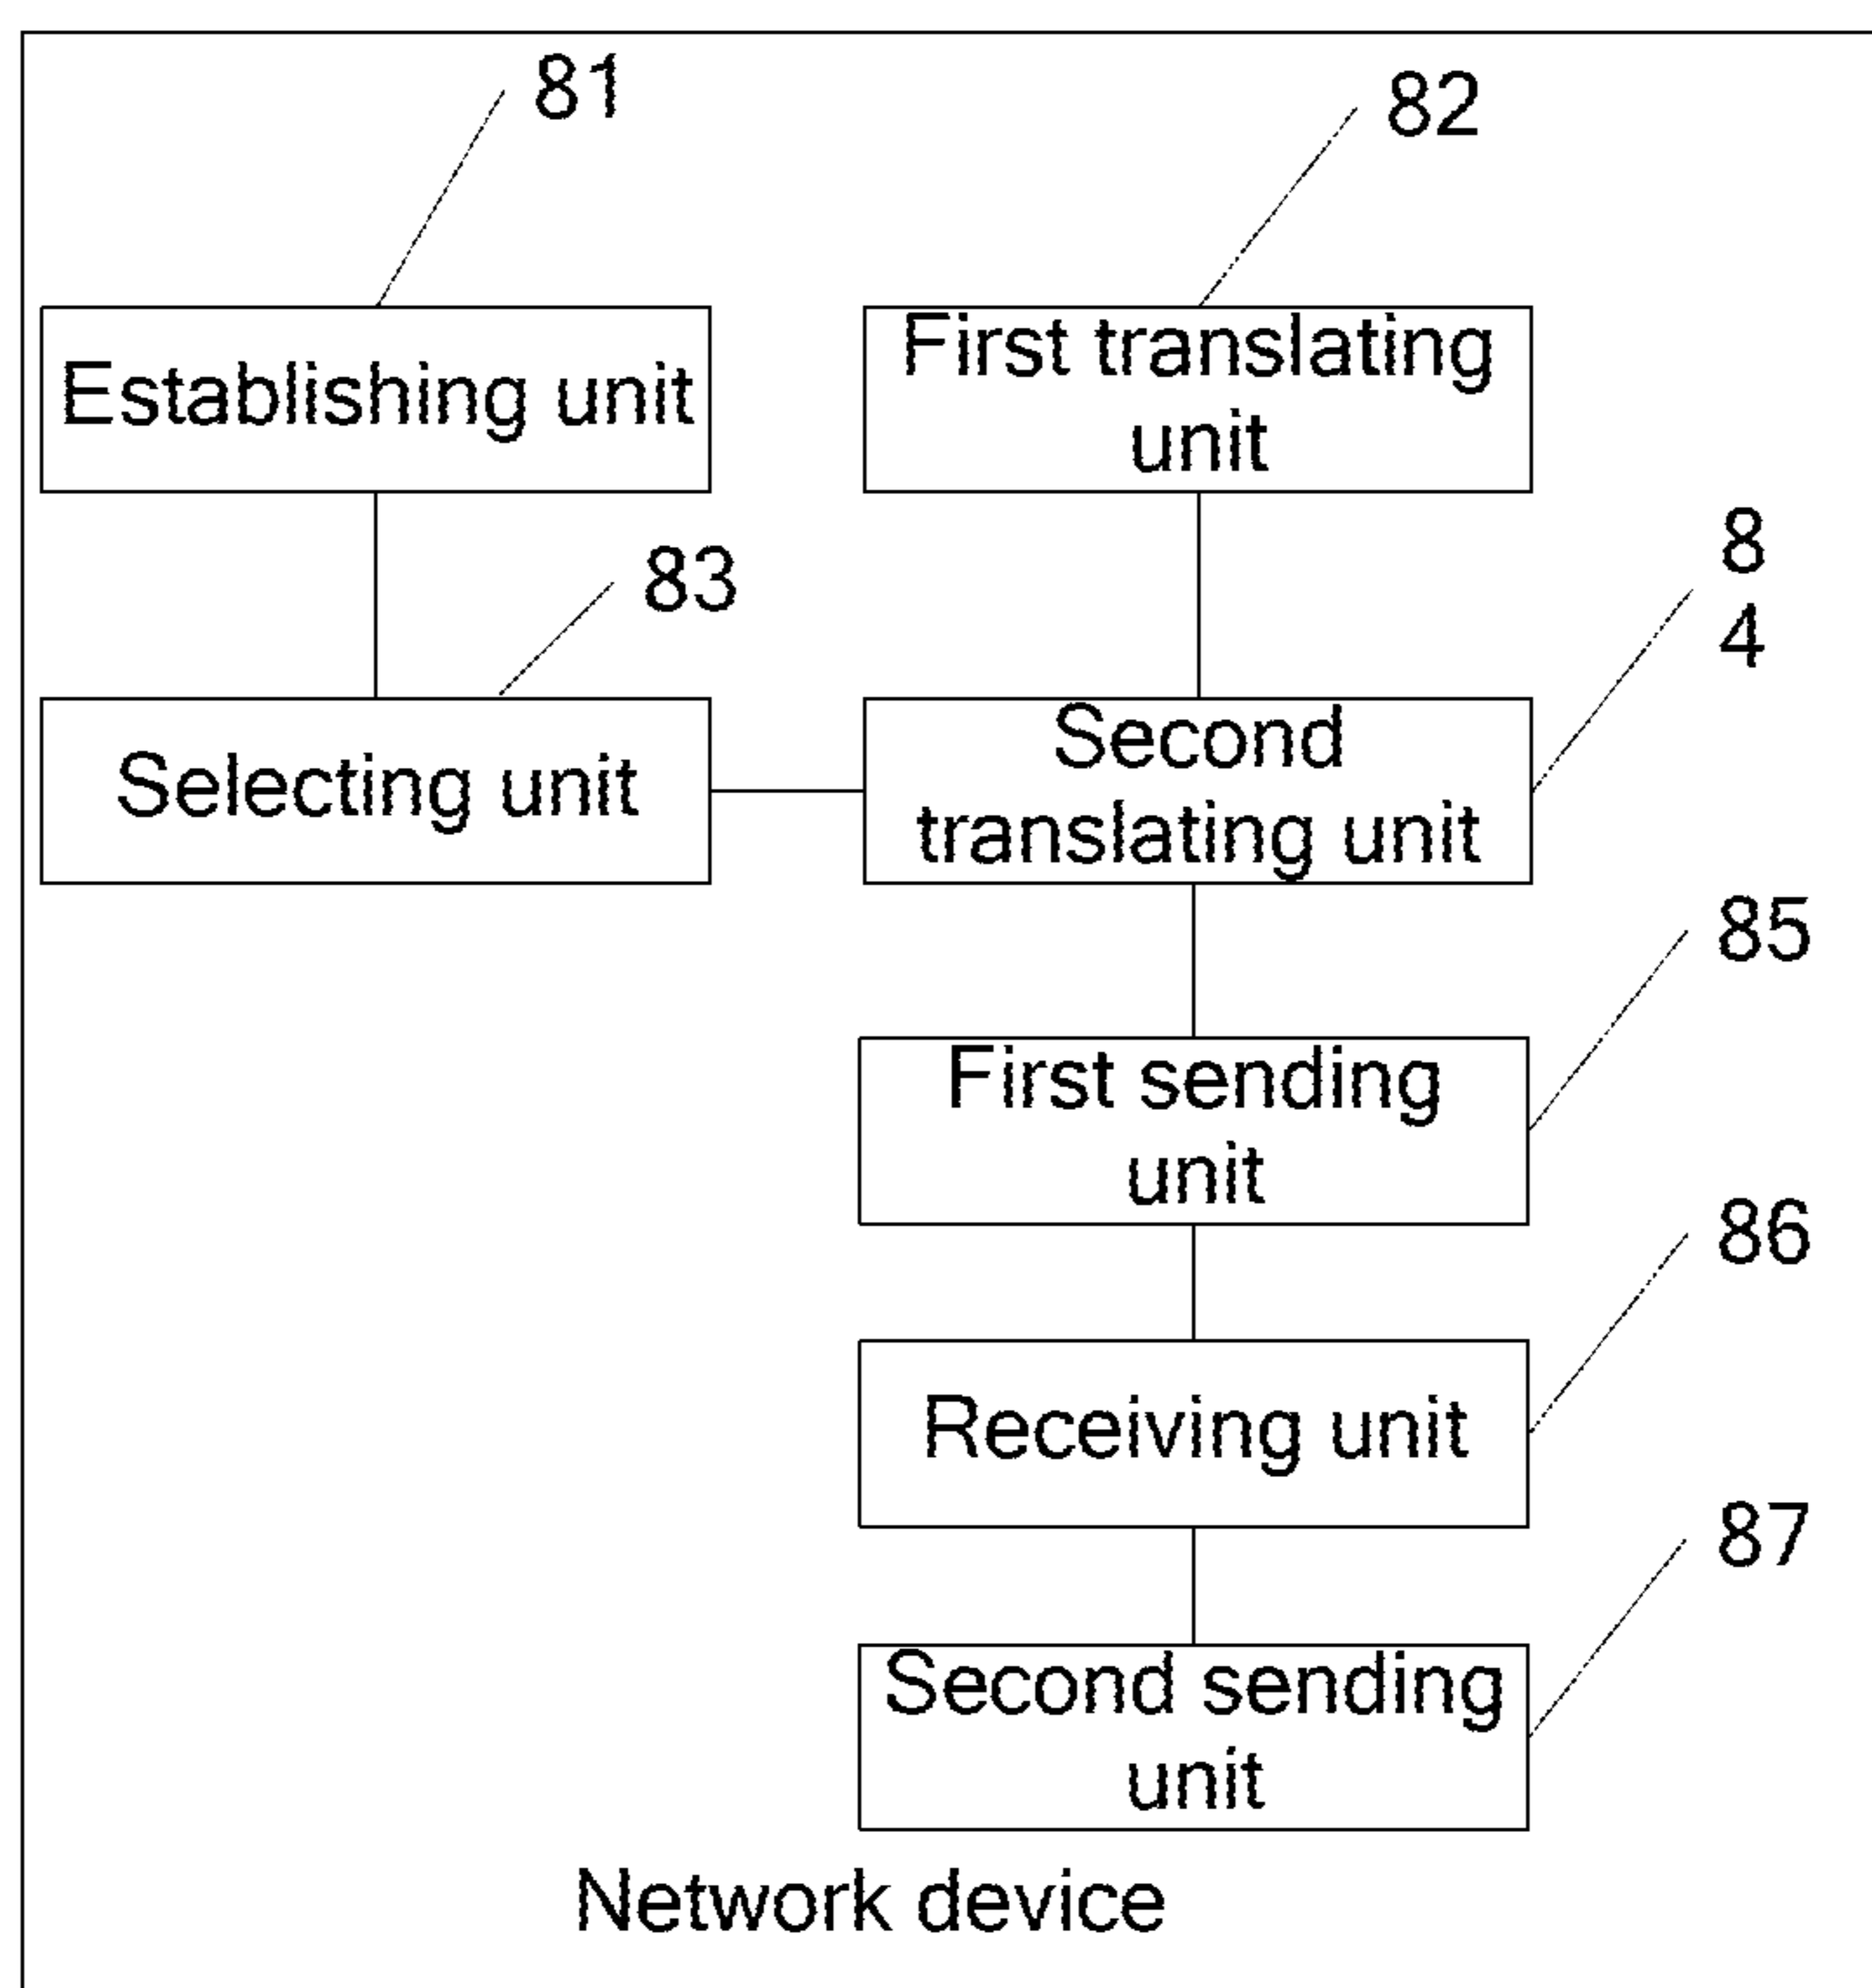 81
82
Establishing unit
First translating
unit
83
8
4
Selecting unit
Second
translating unit
85
First sending
unit
86
Receiving unit
87
Second sending
unit
Network device